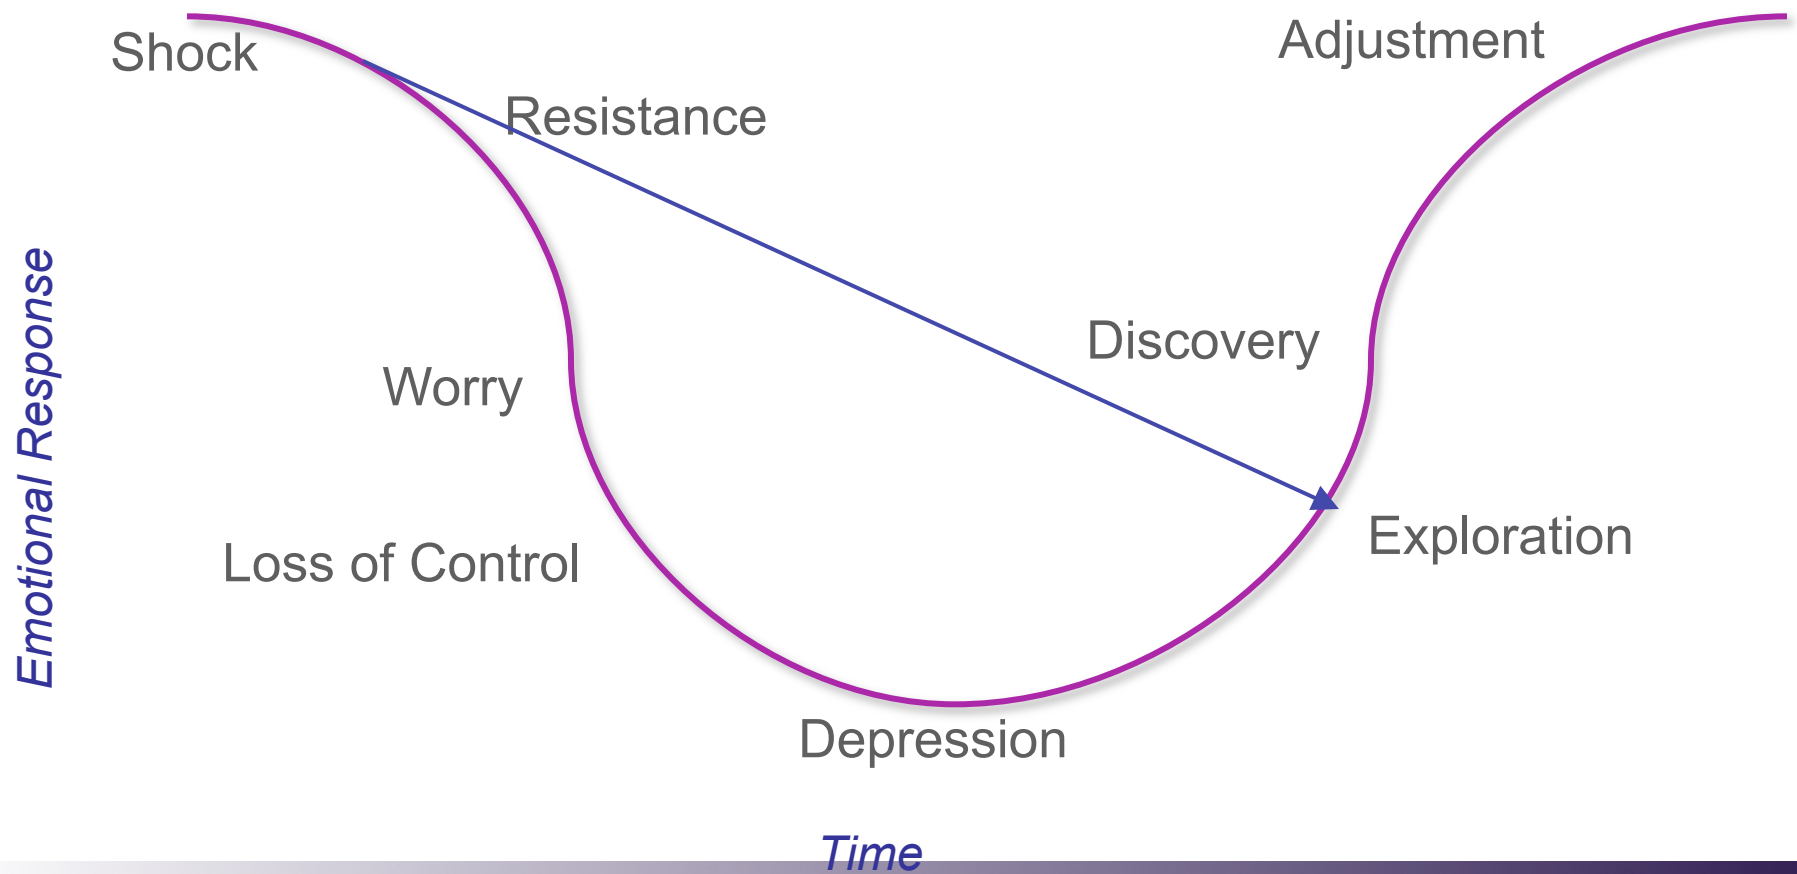 Shock
Adjustment
Resistance
Discovery
Worry
Exploration
Loss of Control
Depression
Emotional Response
Time